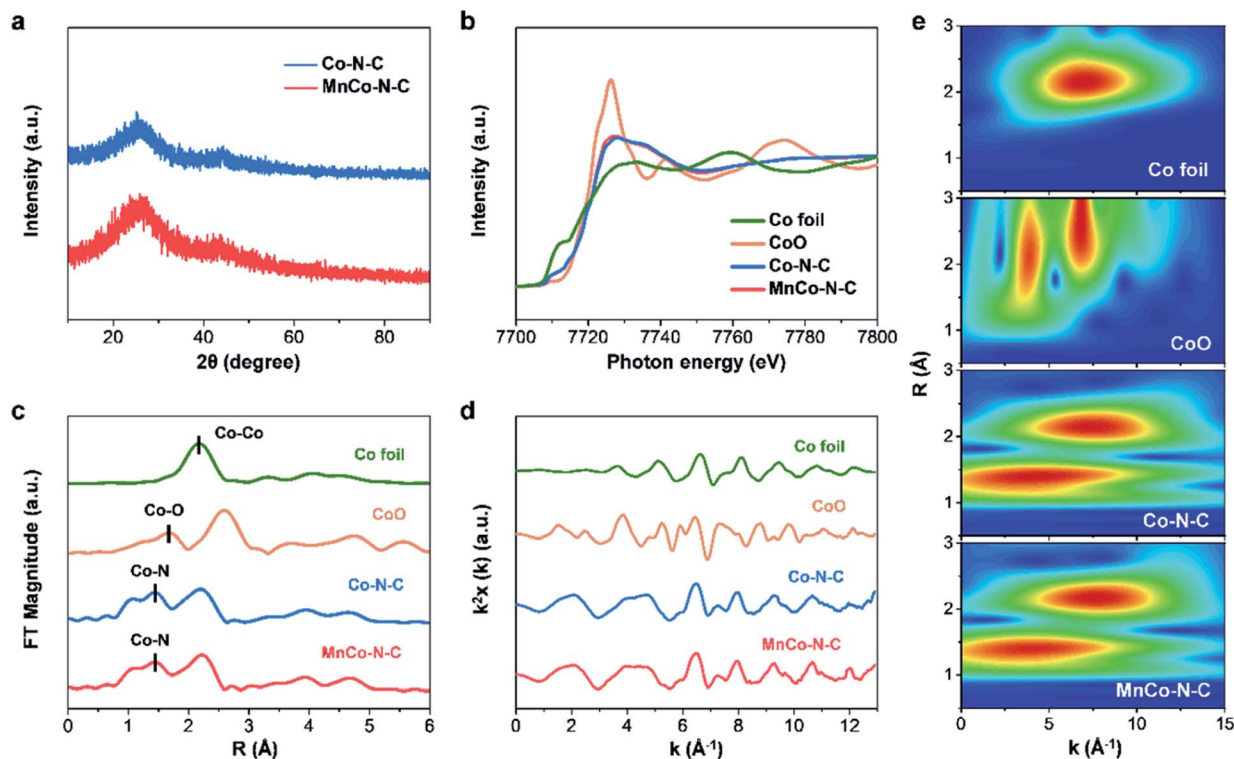 a
Intensity (a.u.)
Co-N-C
MnCo-N-C
20
40
60
80
2θ (degree)
b
Intensity (a.u.)
Co foil
CoO
Co-N-C
MnCo-N-C
7700
7720
7740
7760
7780
7800
Photon energy (eV)
c
FT Magnitude (a.u.)
Co-Co
Co foil
Co-O
CoO
Co-N
Co-N-C
Co-N
MnCo-N-C
0
1
2
3
4
5
6
R (Å)
d
k²x (k) (a.u.)
Co foil
CoO
Co-N-C
MnCo-N-C
0
2
4
6
8
10
12
k (Å⁻¹)
e
R (Å)
3
2
1
Co foil
3
2
1
CoO
3
2
1
Co-N-C
3
2
1
MnCo-N-C
0
5
10
15
k (Å⁻¹)